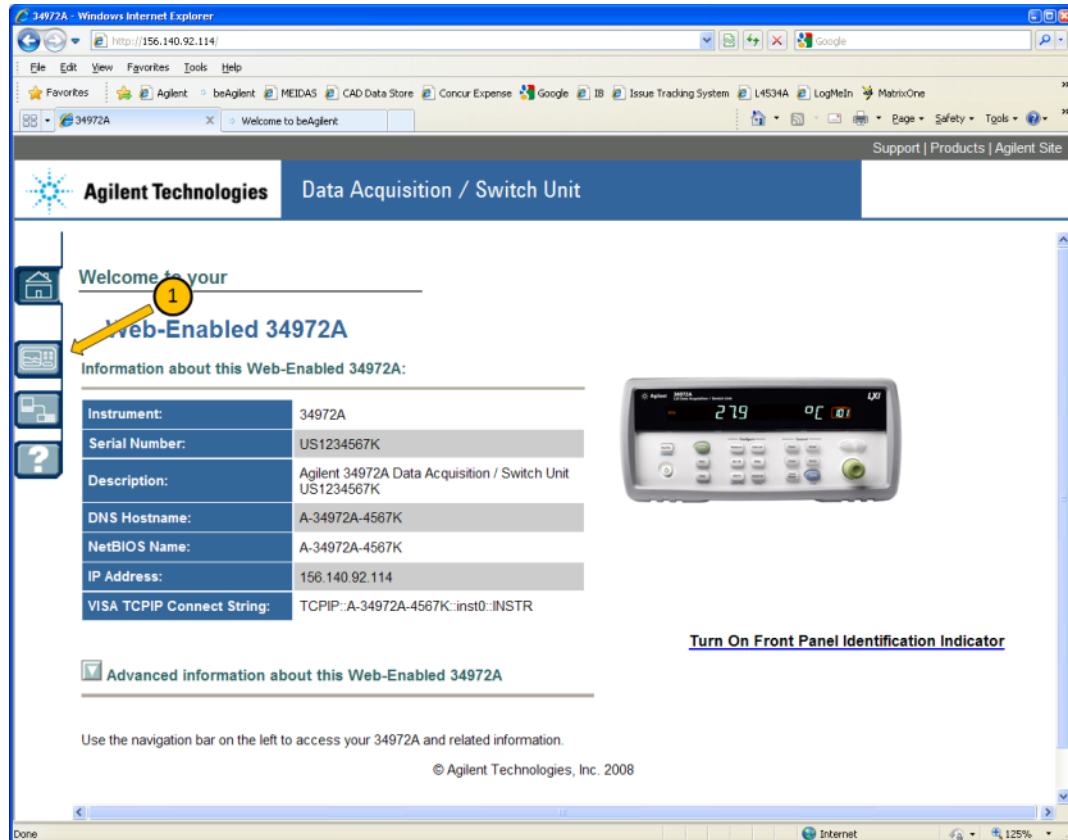 34972A - Windows Internet Explorer
http://156.140.92.114/
Google
File Edit View Favorites Tools Help
Favorites Agilent beAgilent MEIDAS CAD Data Store Concur Expense Google IB Issue Tracking System L4534A LogMeIn MatrixOne
34972A X Welcome to beAgilent Page Safety Tools
Support | Products | Agilent Site
Agilent Technologies Data Acquisition / Switch Unit
Welcome to your
1
Web-Enabled 34972A
Information about this Web-Enabled 34972A:
Instrument: 34972A
Serial Number: US1234567K
Description: Agilent 34972A Data Acquisition / Switch Unit
US1234567K
DNS Hostname: A-34972A-4567K
NetBIOS Name: A-34972A-4567K
IP Address: 156.140.92.114
VISA TCPIP Connect String: TCPIP::A-34972A-4567K::inst0::INSTR
Agilent 34972A LXI
279 °C 101
Turn On Front Panel Identification Indicator
Advanced information about this Web-Enabled 34972A
Use the navigation bar on the left to access your 34972A and related information.
© Agilent Technologies, Inc. 2008
Done Internet 125%